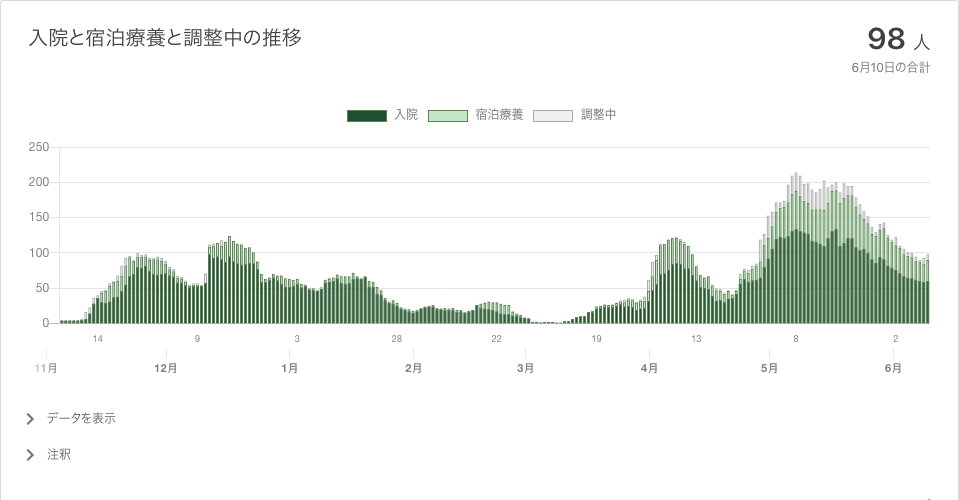 入院と宿泊療養と調整中の推移
98 人
6月10日の合計
入院 宿泊療養 調整中
250
200
150
100
50
0
14 9 3 28 22 19 13 8 2
11月 12月 1月 2月 3月 4月 5月 6月
データを表示
注釈